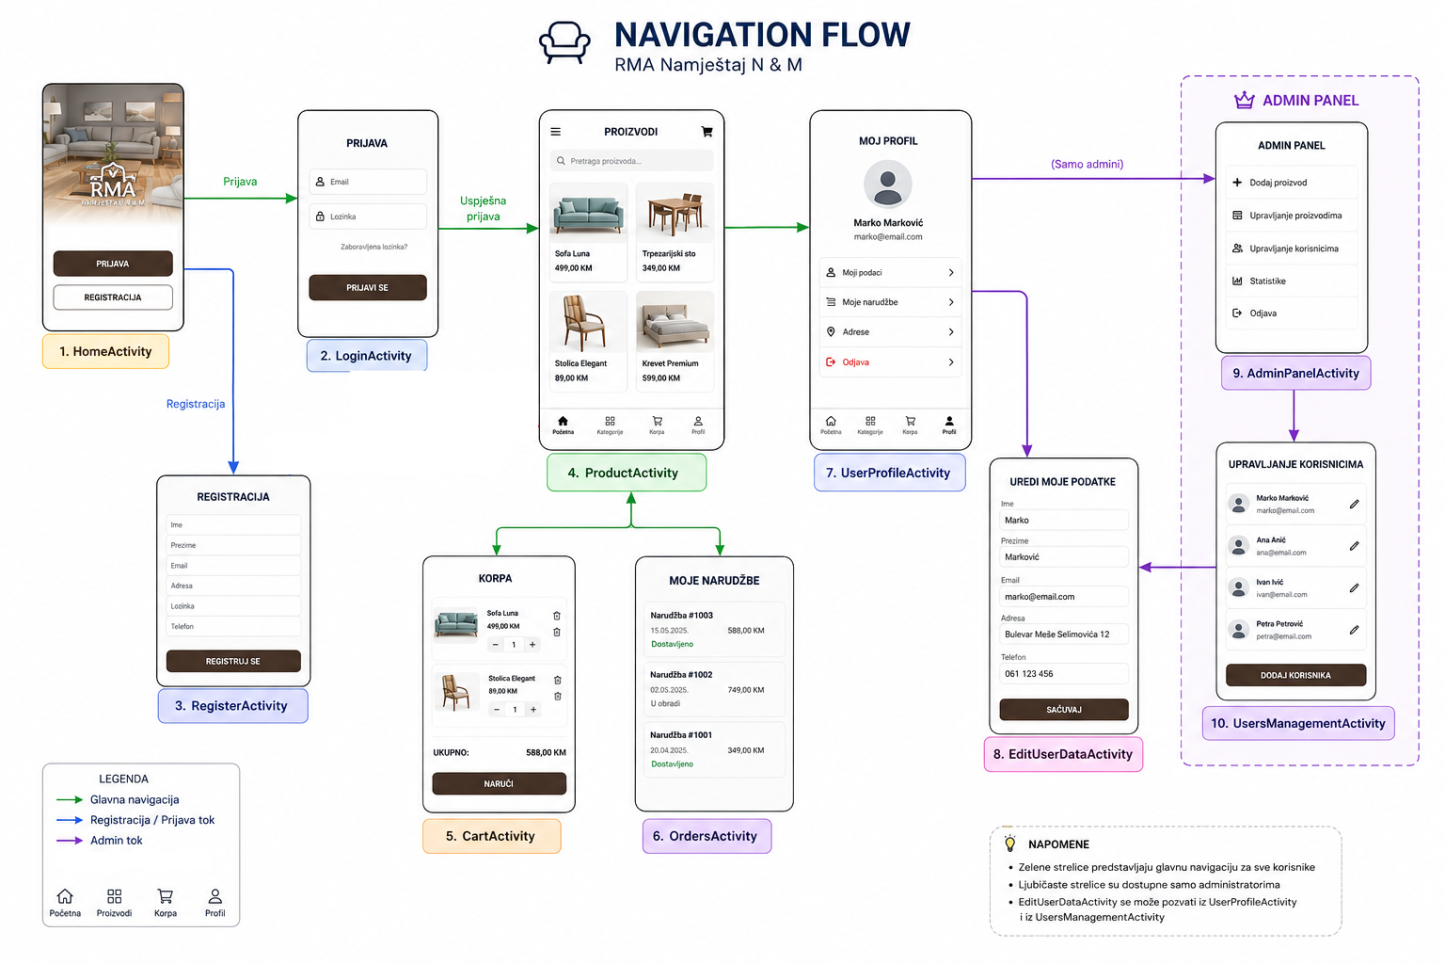 NAVIGATION FLOW
RMA Namještaj N & M
RMA
PRIJAVA
REGISTRACIJA
1. HomeActivity
Prijava
Registracija
PRIJAVA
Email
Lozinka
Zaboravljena lozinka?
PRIJAVI SE
2. LoginActivity
Uspješna
prijava
REGISTRACIJA
Ime
Prezime
Email
Adresa
Lozinka
Telefon
REGISTRUJ SE
3. RegisterActivity
PROIZVODI
Pretraga proizvoda...
Sofa Luna
499,00 KM
Trpezarijski sto
349,00 KM
Stolica Elegant
89,00 KM
Krevet Premium
599,00 KM
Početna Kategorije Korpa Profil
4. ProductActivity
KORPA
Sofa Luna
499,00 KM
− 1 +
Stolica Elegant
89,00 KM
− 1 +
UKUPNO: 588,00 KM
NARUČI
5. CartActivity
MOJE NARUDŽBE
Narudžba #1003
15.05.2025. 588,00 KM
Dostavljeno
Narudžba #1002
02.05.2025. 749,00 KM
U obradi
Narudžba #1001
20.04.2025. 349,00 KM
Dostavljeno
6. OrdersActivity
MOJ PROFIL
Marko Marković
marko@email.com
Moji podaci
Moje narudžbe
Adrese
Odjava
Početna Kategorije Korpa Profil
7. UserProfileActivity
(Samo admini)
UREDI MOJE PODATKE
Ime
Marko
Prezime
Marković
Email
marko@email.com
Adresa
Bulevar Meše Selimovića 12
Telefon
061 123 456
SAČUVAJ
8. EditUserDataActivity
ADMIN PANEL
ADMIN PANEL
Dodaj proizvod
Upravljanje proizvodima
Upravljanje korisnicima
Statistike
Odjava
9. AdminPanelActivity
UPRAVLJANJE KORISNICIMA
Marko Marković
marko@email.com
Ana Anić
ana@email.com
Ivan Ivić
ivan@email.com
Petra Petrović
petra@email.com
DODAJ KORISNIKA
10. UsersManagementActivity
LEGENDA
Glavna navigacija
Registracija / Prijava tok
Admin tok
Početna Proizvodi Korpa Profil
NAPOMENE
• Zelene strelice predstavljaju glavnu navigaciju za sve korisnike
• Ljubičaste strelice su dostupne samo administratorima
• EditUserDataActivity se može pozvati iz UserProfileActivity
i iz UsersManagementActivity